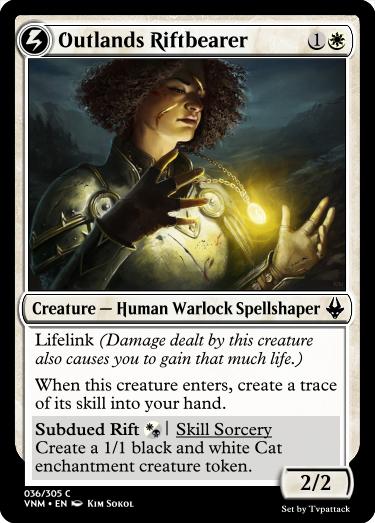 Outlands Riftbearer 1
Creature — Human Warlock Spellshaper
Lifelink (Damage dealt by this creature
also causes you to gain that much life.)
When this creature enters, create a trace
of its skill into your hand.
Subdued Rift | Skill Sorcery
Create a 1/1 black and white Cat
enchantment creature token.
2/2
036/305 C
VNM • EN Kim Sokol
Set by Tvpattack